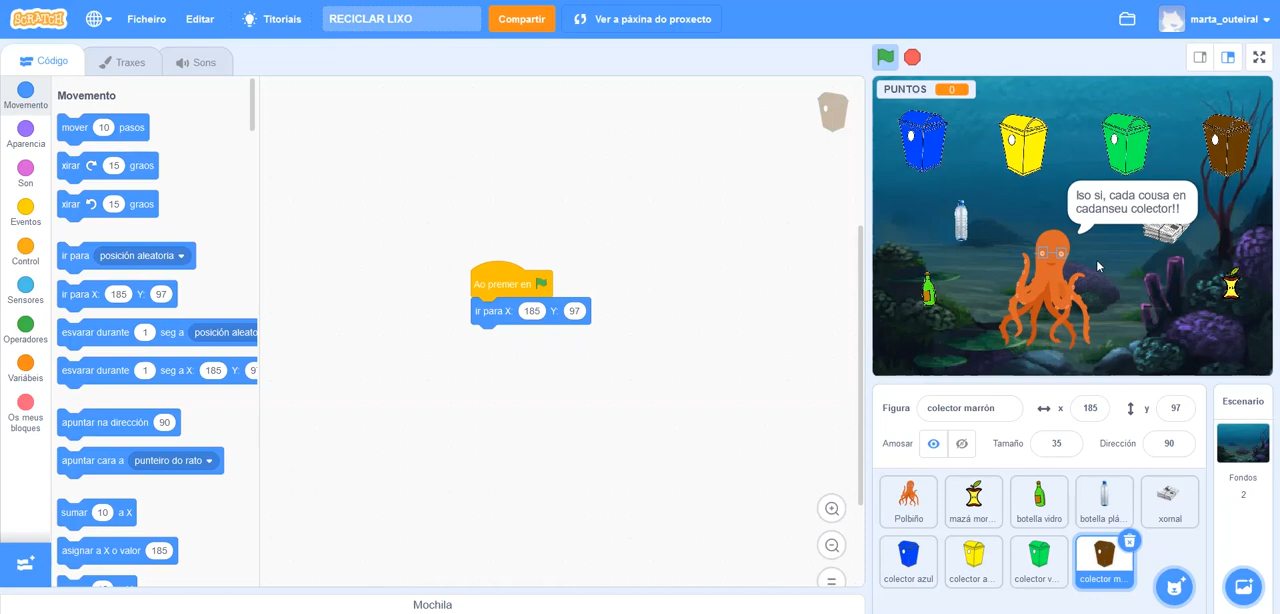 SCRATCH
Ficheiro
Editar
Titoriais
RECICLAR LIXO
Compartir
Ver a páxina do proxecto
marta_outeiral
Código
Traxes
Sons
Movemento
Aparencia
Son
Eventos
Control
Sensores
Operadores
Variábeis
Os meus
bloques
Movemento
mover 10 pasos
xirar 15 graos
xirar 15 graos
ir para posición aleatoria
ir para X: 185 Y: 97
esvarar durante 1 seg a posición aleato
esvarar durante 1 seg a X: 185 Y: 9
apuntar na dirección 90
apuntar cara a punteiro do rato
sumar 10 a X
asignar a X o valor 185
Ao premer en
ir para X: 185 Y: 97
Mochila
PUNTOS 0
Iso si, cada cousa en
cadanseu colector!!
Figura colector marrón x 185 y 97
Amosar Tamaño 35 Dirección 90
Polbiño
mazá mor...
botella vidro
botella plá...
xornal
colector azul
colector a...
colector v...
colector m...
Escenario
Fondos
2